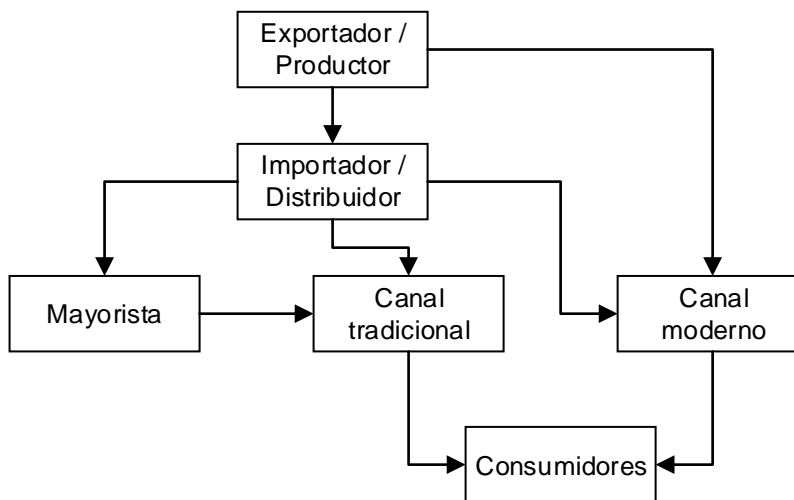 Exportador /
Productor
Importador /
Distribuidor
Mayorista
Canal
tradicional
Canal
moderno
Consumidores